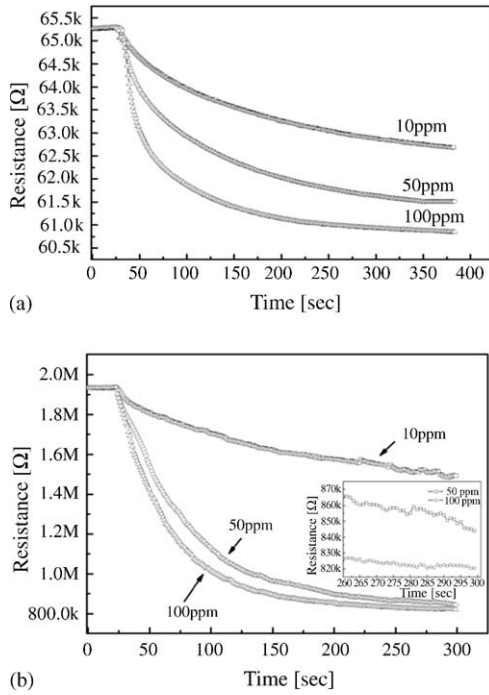 65.5k
65.0k
64.5k
64.0k
63.5k
63.0k
62.5k
62.0k
61.5k
61.0k
60.5k
Resistance [Ω]
10ppm
50ppm
100ppm
0 50 100 150 200 250 300 350 400
Time [sec]
(a)
2.0M
1.8M
1.6M
1.4M
1.2M
1.0M
800.0k
Resistance [Ω]
10ppm
50ppm
100ppm
50 ppm
100 ppm
870k
860k
850k
840k
830k
820k
Resistance [Ω]
260 265 270 275 280 285 290 295 300
Time [sec]
0 50 100 150 200 250 300
Time [sec]
(b)